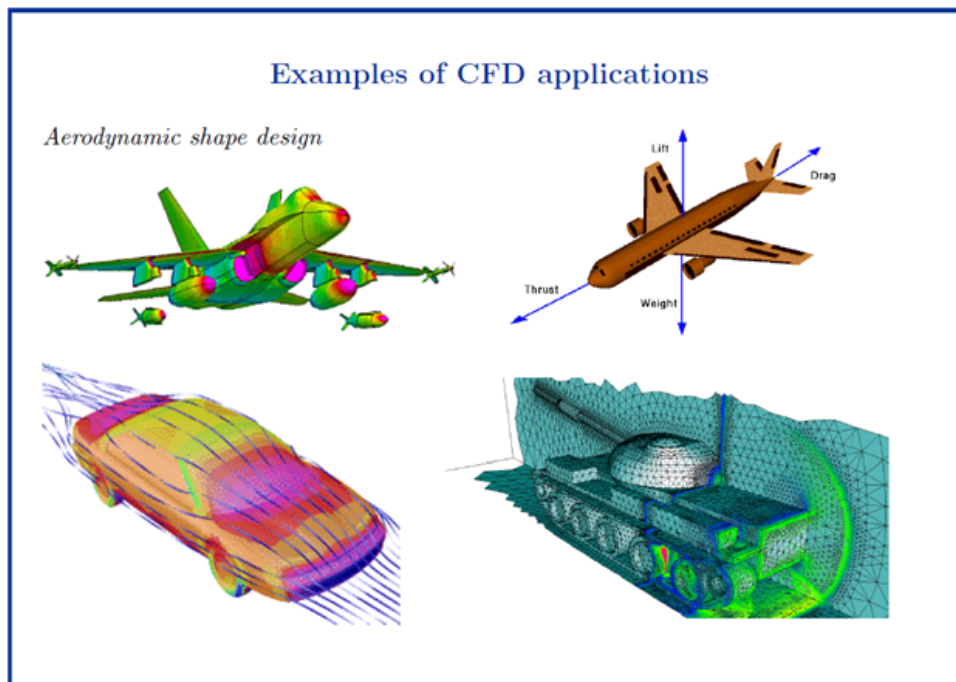 Examples of CFD applications
Aerodynamic shape design
Lift
Drag
Thrust
Weight